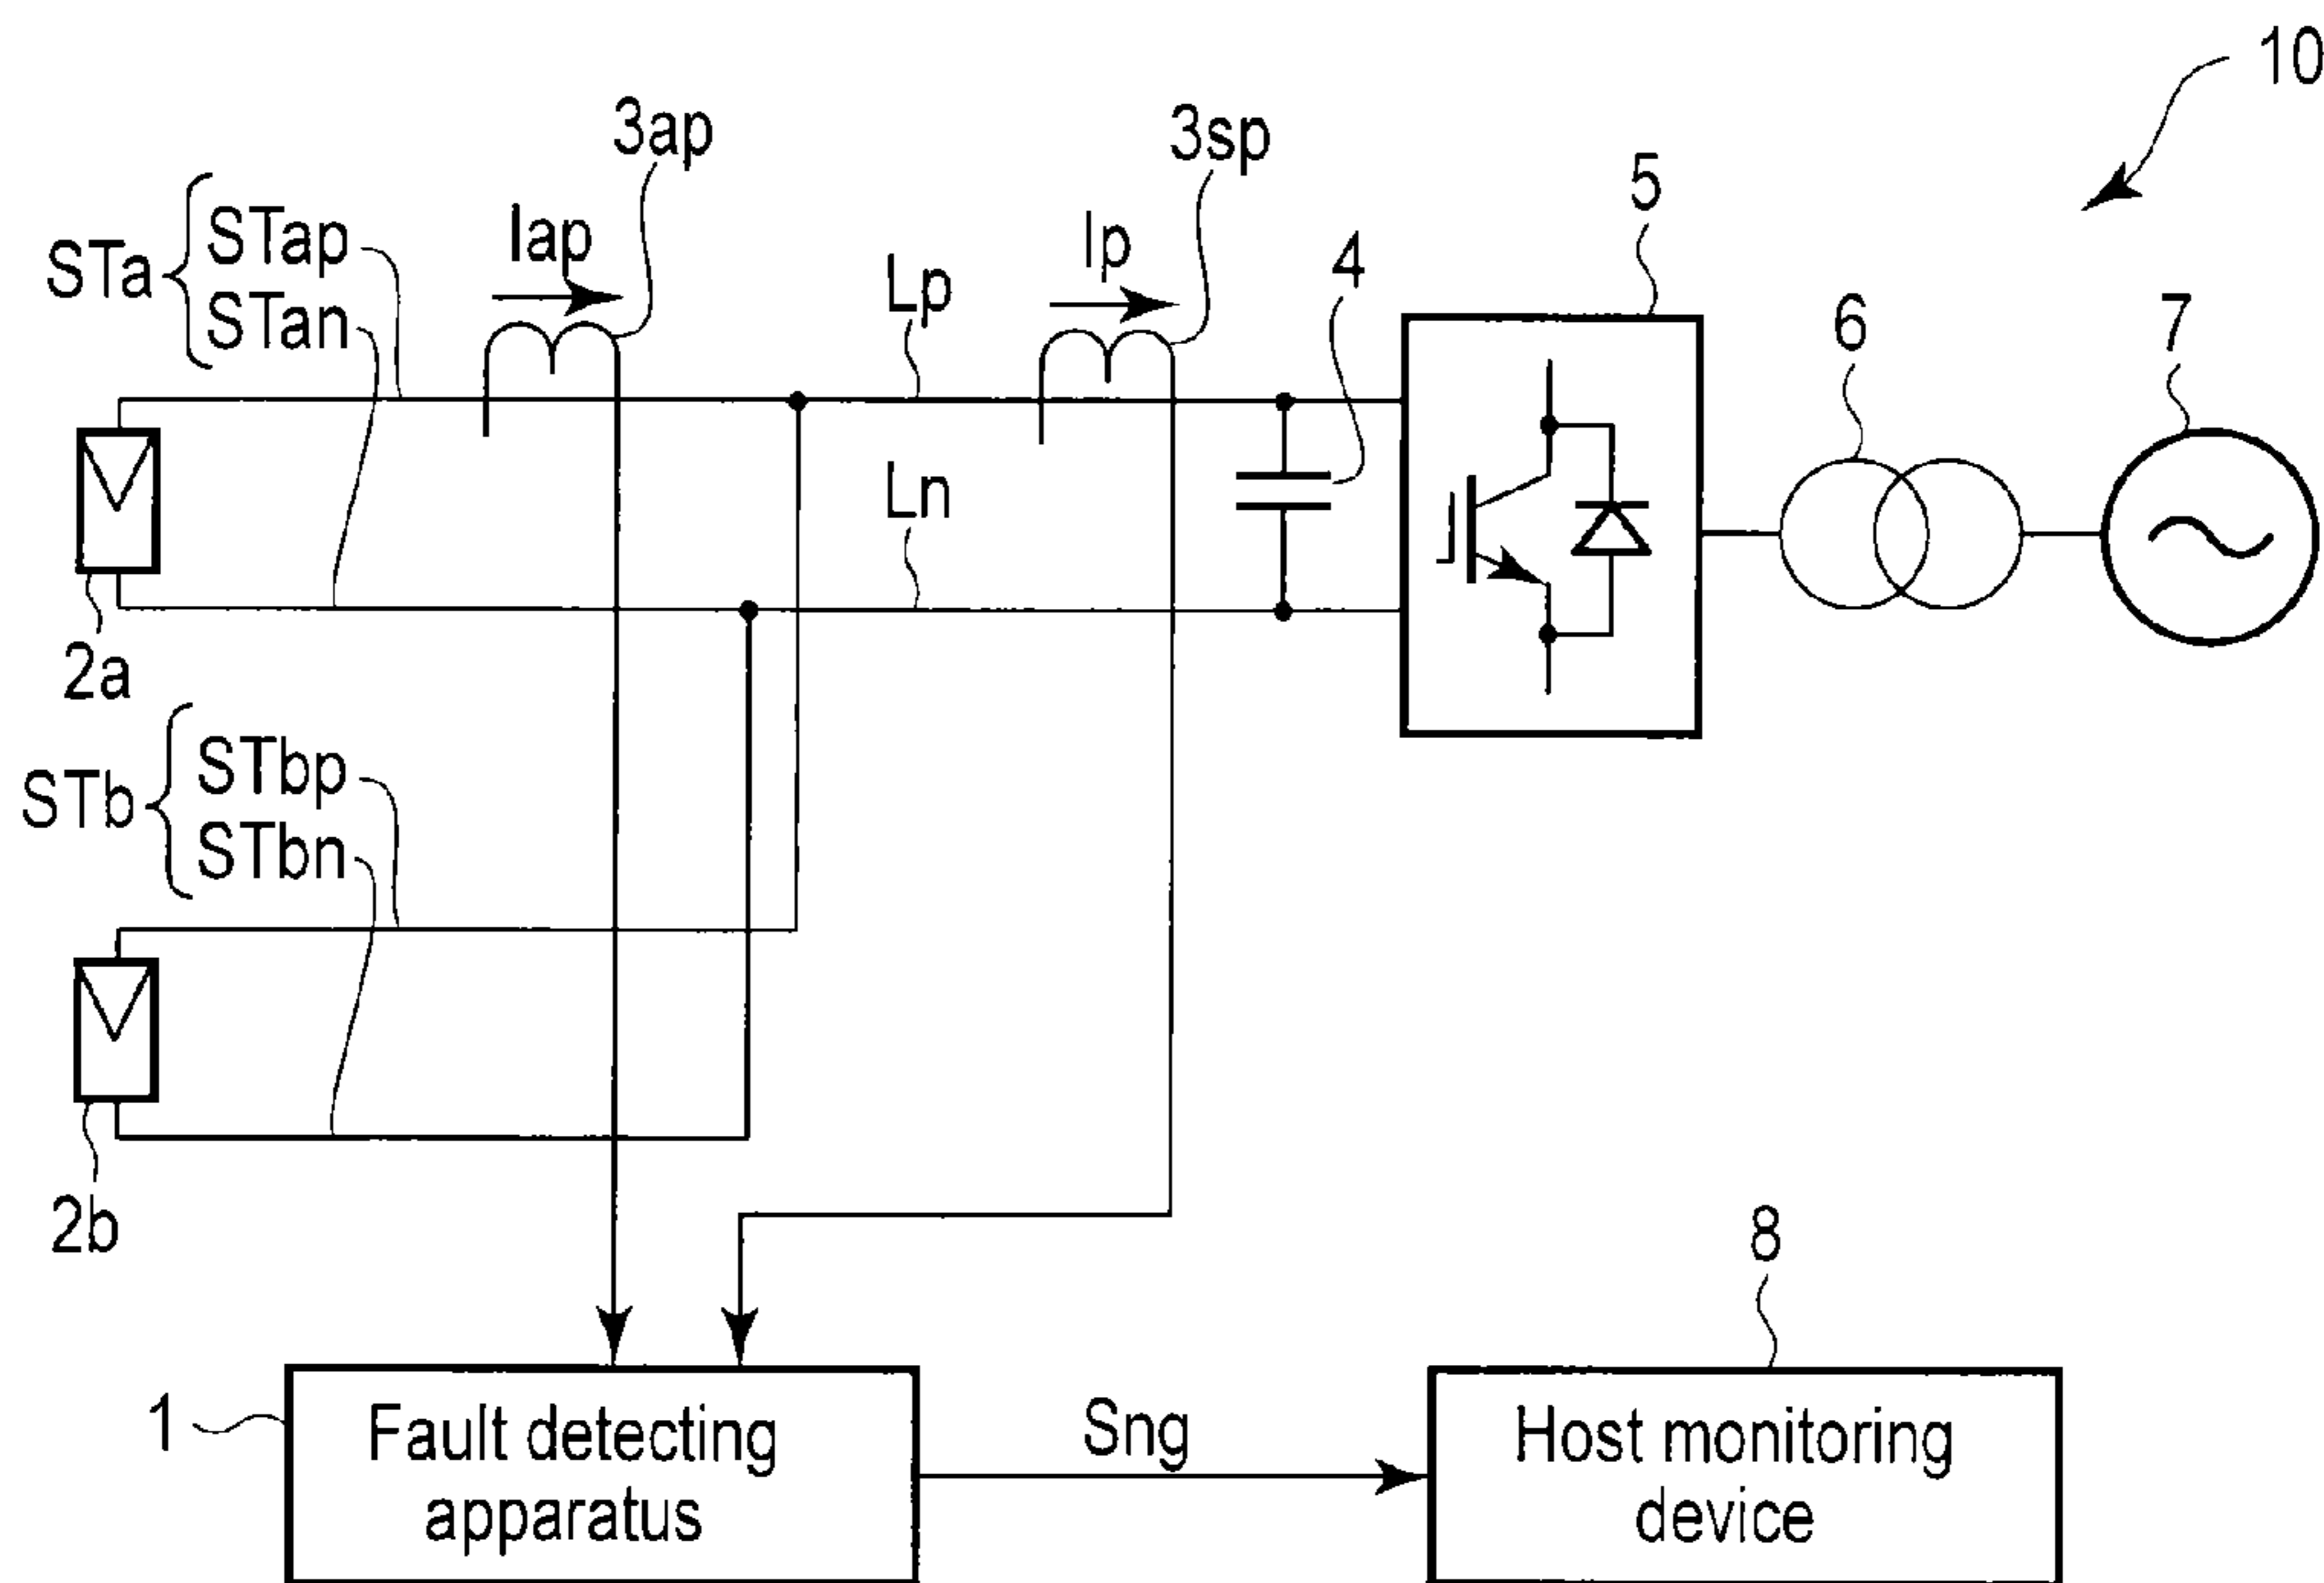 10
3ap
3sp
5
STa
STap
STan
Iap
Lp
Ip
4
6
7
Ln
2a
STb
STbp
STbn
2b
8
1
Fault detecting
apparatus
Sng
Host monitoring
device